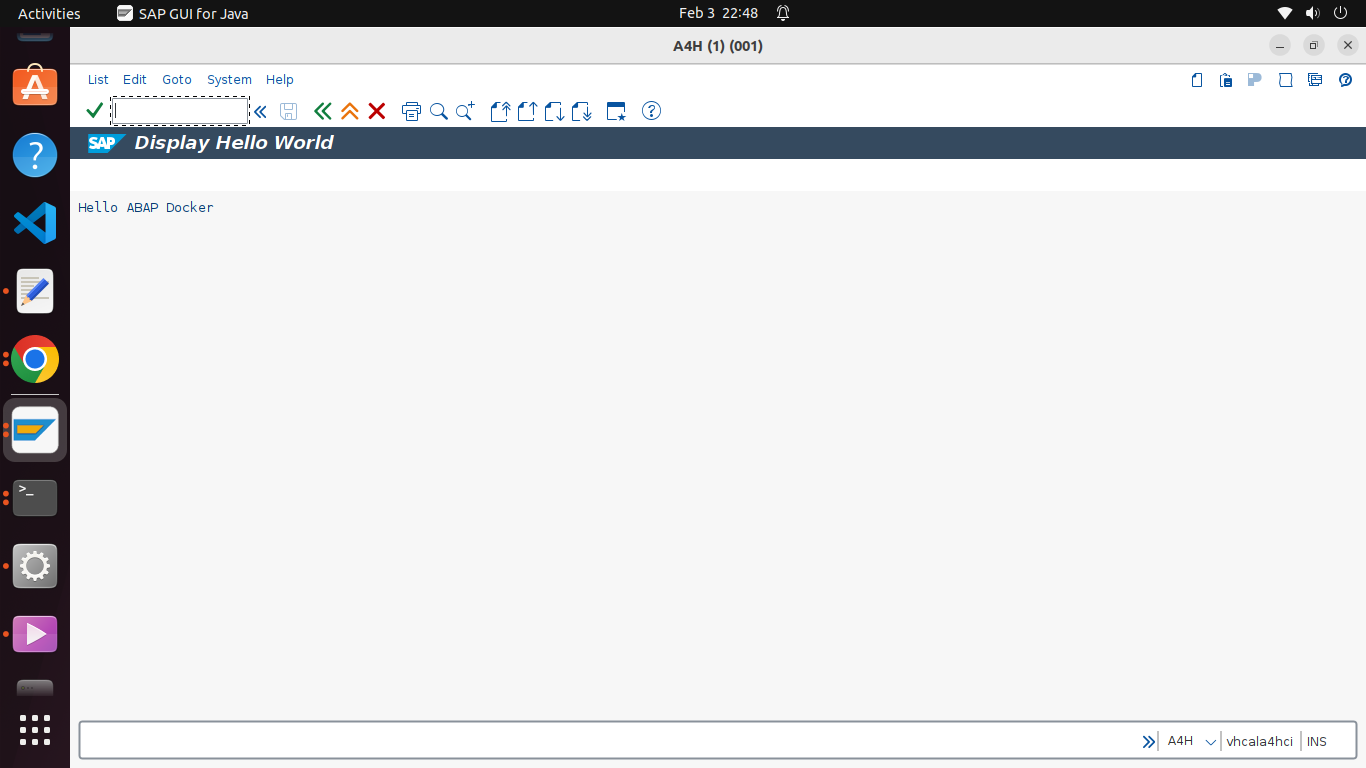 Activities SAP GUI for Java Feb 3 22:48
A4H (1) (001)
List Edit Goto System Help
SAP Display Hello World
Hello ABAP Docker
A4H vhcala4hci INS